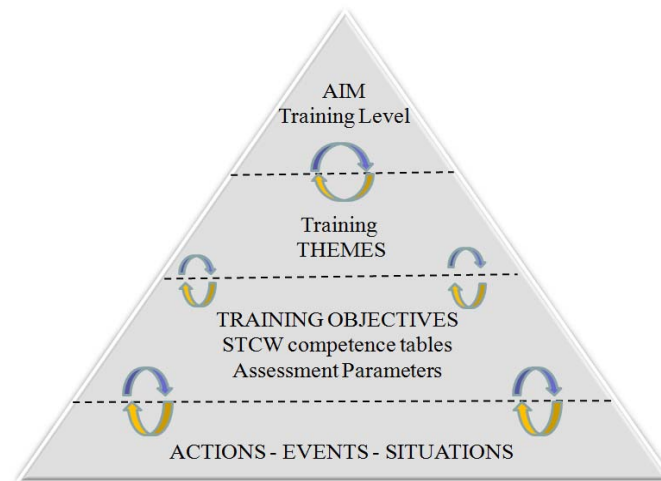 AIM
Training Level
Training
THEMES
TRAINING OBJECTIVES
STCW competence tables
Assessment Parameters
ACTIONS - EVENTS - SITUATIONS